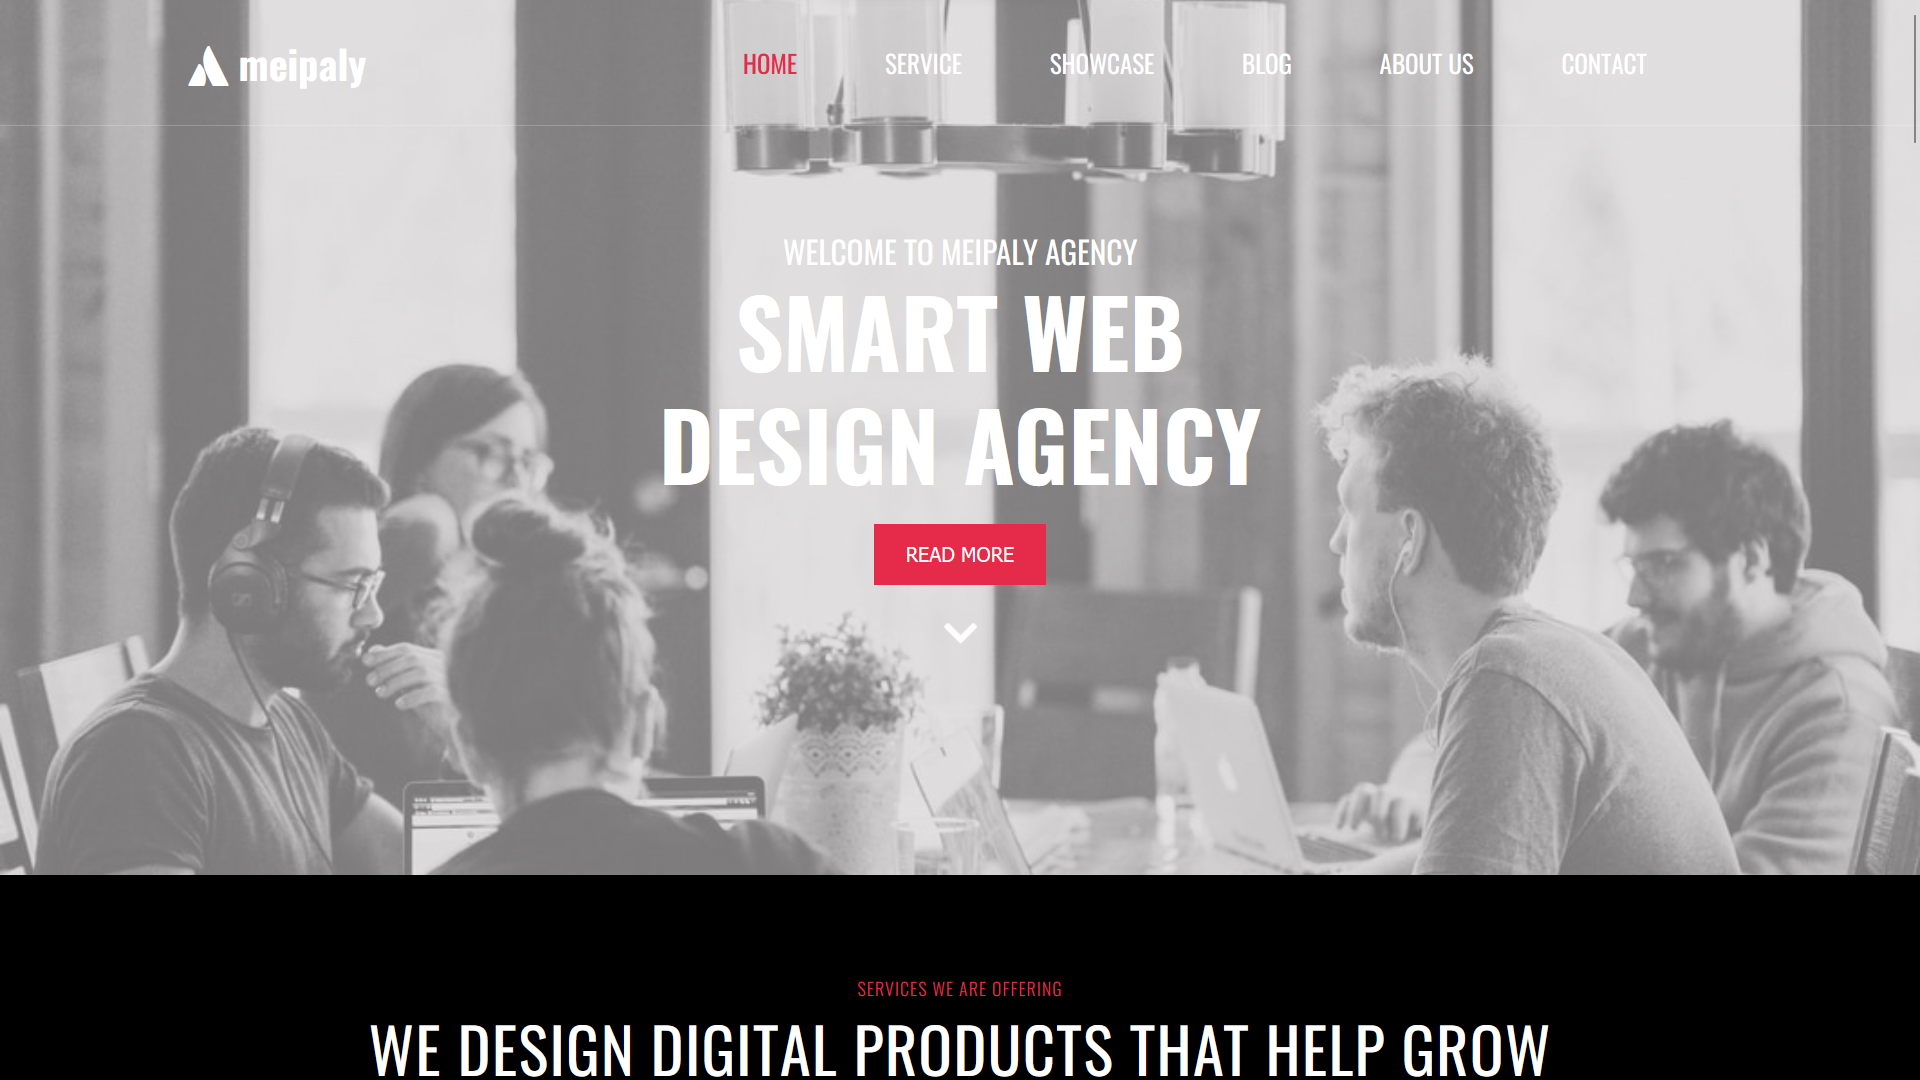 meipaly
HOME SERVICE SHOWCASE BLOG ABOUT US CONTACT
WELCOME TO MEIPALY AGENCY
SMART WEB
DESIGN AGENCY
READ MORE
SERVICES WE ARE OFFERING
WE DESIGN DIGITAL PRODUCTS THAT HELP GROW